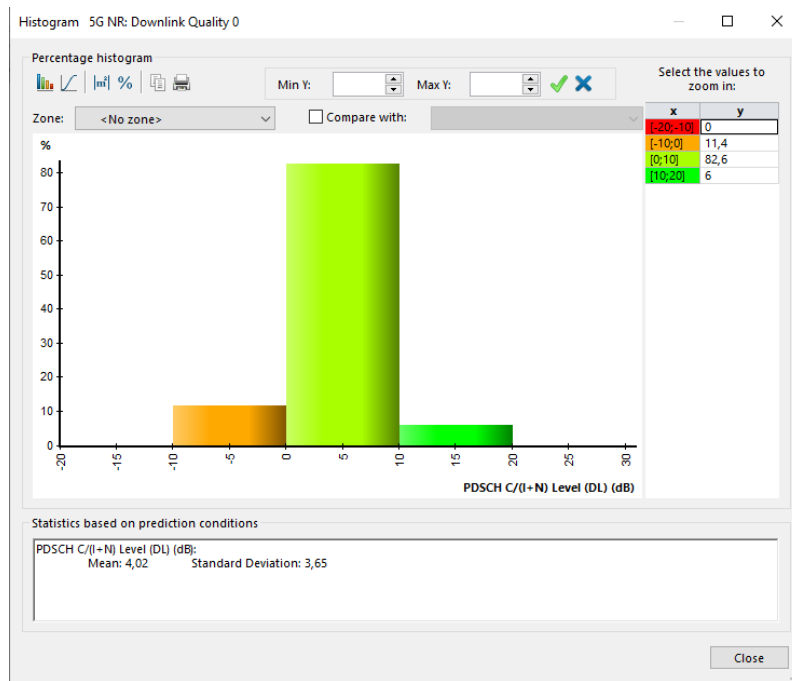 Histogram 5G NR: Downlink Quality 0
Percentage histogram
|m²| %
Min Y: Max Y:
Select the values to
zoom in:
Zone: <No zone> Compare with:
x y
[-20;-10] 0
[-10;0] 11,4
[0;10] 82,6
[10;20] 6
%
80
70
60
50
40
30
20
10
0
-20 -15 -10 -5 0 5 10 15 20 25 30
PDSCH C/(I+N) Level (DL) (dB)
Statistics based on prediction conditions
PDSCH C/(I+N) Level (DL) (dB):
Mean: 4,02 Standard Deviation: 3,65
Close